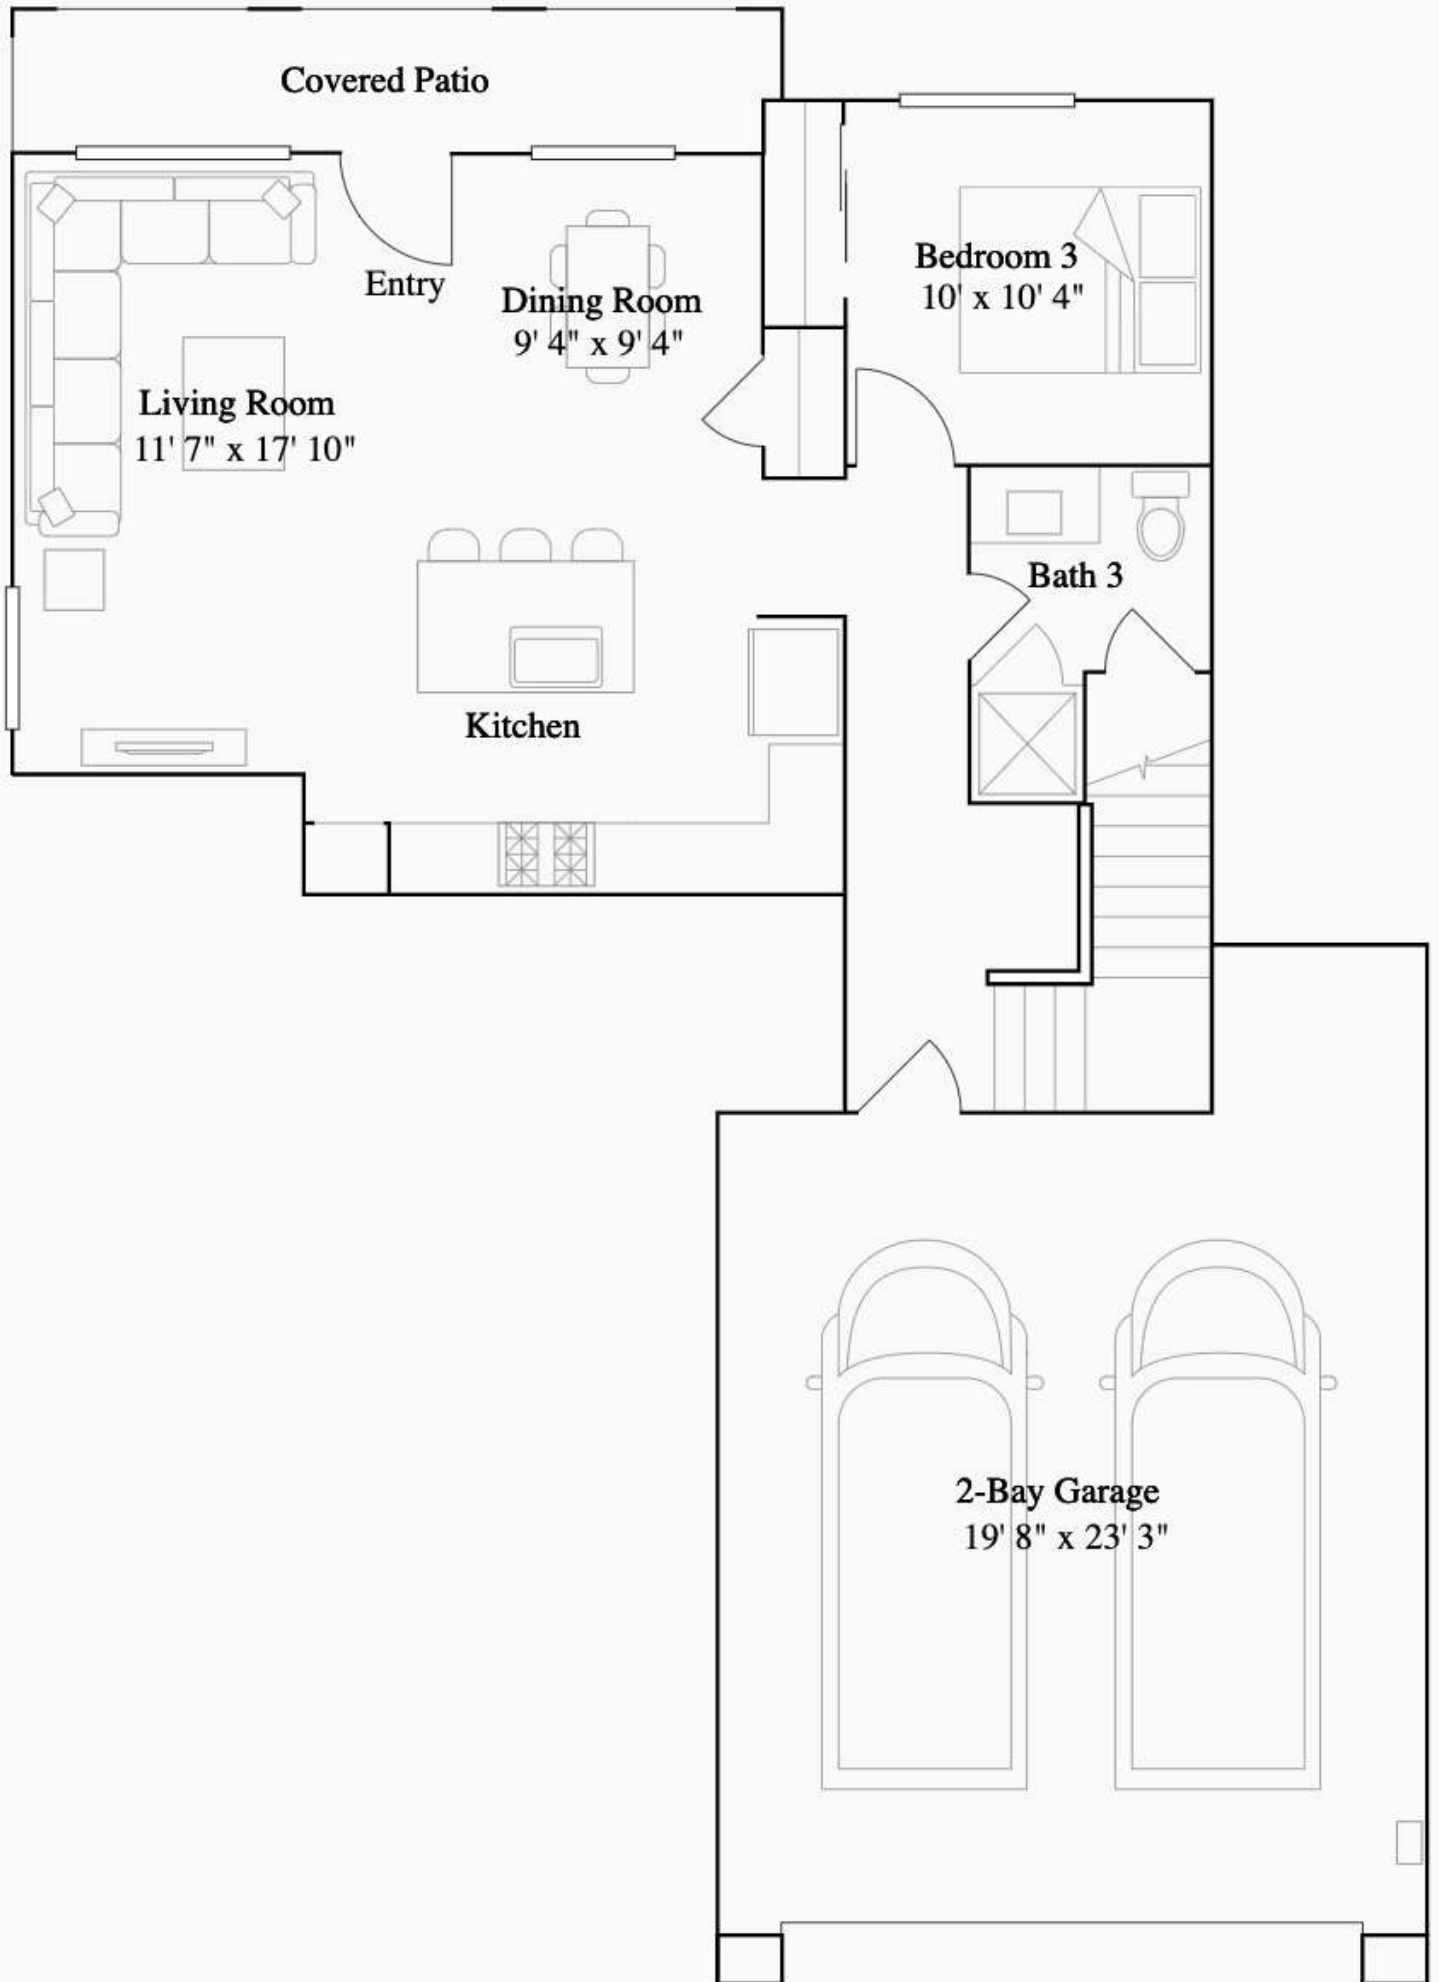 Covered Patio
Bedroom 3
10' x 10' 4"
Entry
Dining Room
9' 4" x 9' 4"
Living Room
11' 7" x 17' 10"
Bath 3
Kitchen
2-Bay Garage
19' 8" x 23' 3"